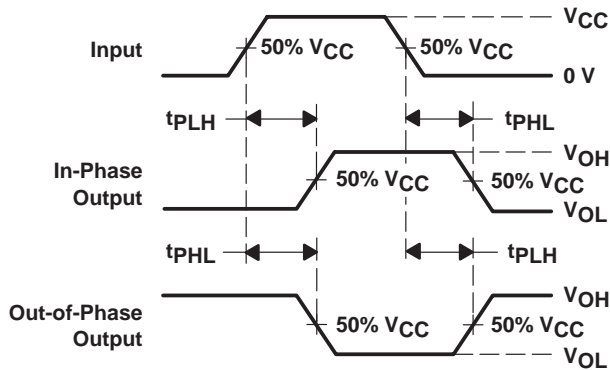 VCC
Input
50% VCC
50% VCC
0 V
tPLH
tPHL
In-Phase
Output
VOH
50% VCC
50% VCC
VOL
tPHL
tPLH
Out-of-Phase
Output
VOH
50% VCC
50% VCC
VOL